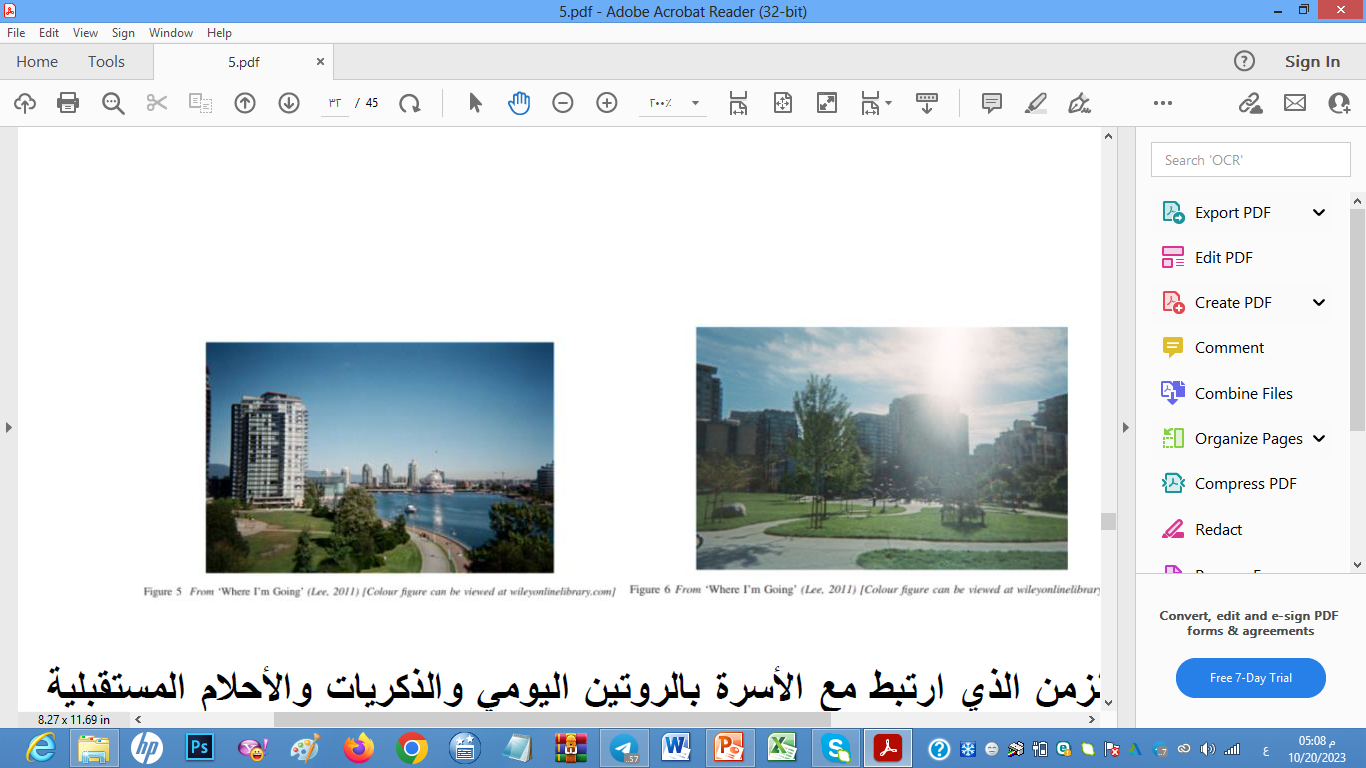 5.pdf - Adobe Acrobat Reader (32-bit)
File Edit View Sign Window Help
Home Tools 5.pdf Sign In
٣٣ / 45 ٢٠٠٪
Search 'OCR'
Export PDF
Edit PDF
Create PDF
Comment
Combine Files
Organize Pages
Compress PDF
Redact
Convert, edit and e-sign PDF
forms & agreements
Free 7-Day Trial
Figure 5 From 'Where I'm Going' (Lee, 2011) [Colour figure can be viewed at wileyonlinelibrary.com]
Figure 6 From 'Where I'm Going' (Lee, 2011) [Colour figure can be viewed at wileyonlinelibrary
الذي ارتبط مع الأسرة بالروتين اليومي والذكريات والأحلام المستقبلية
8.27 x 11.69 in
hp Ps
57
ع
05:08 م
10/20/2023